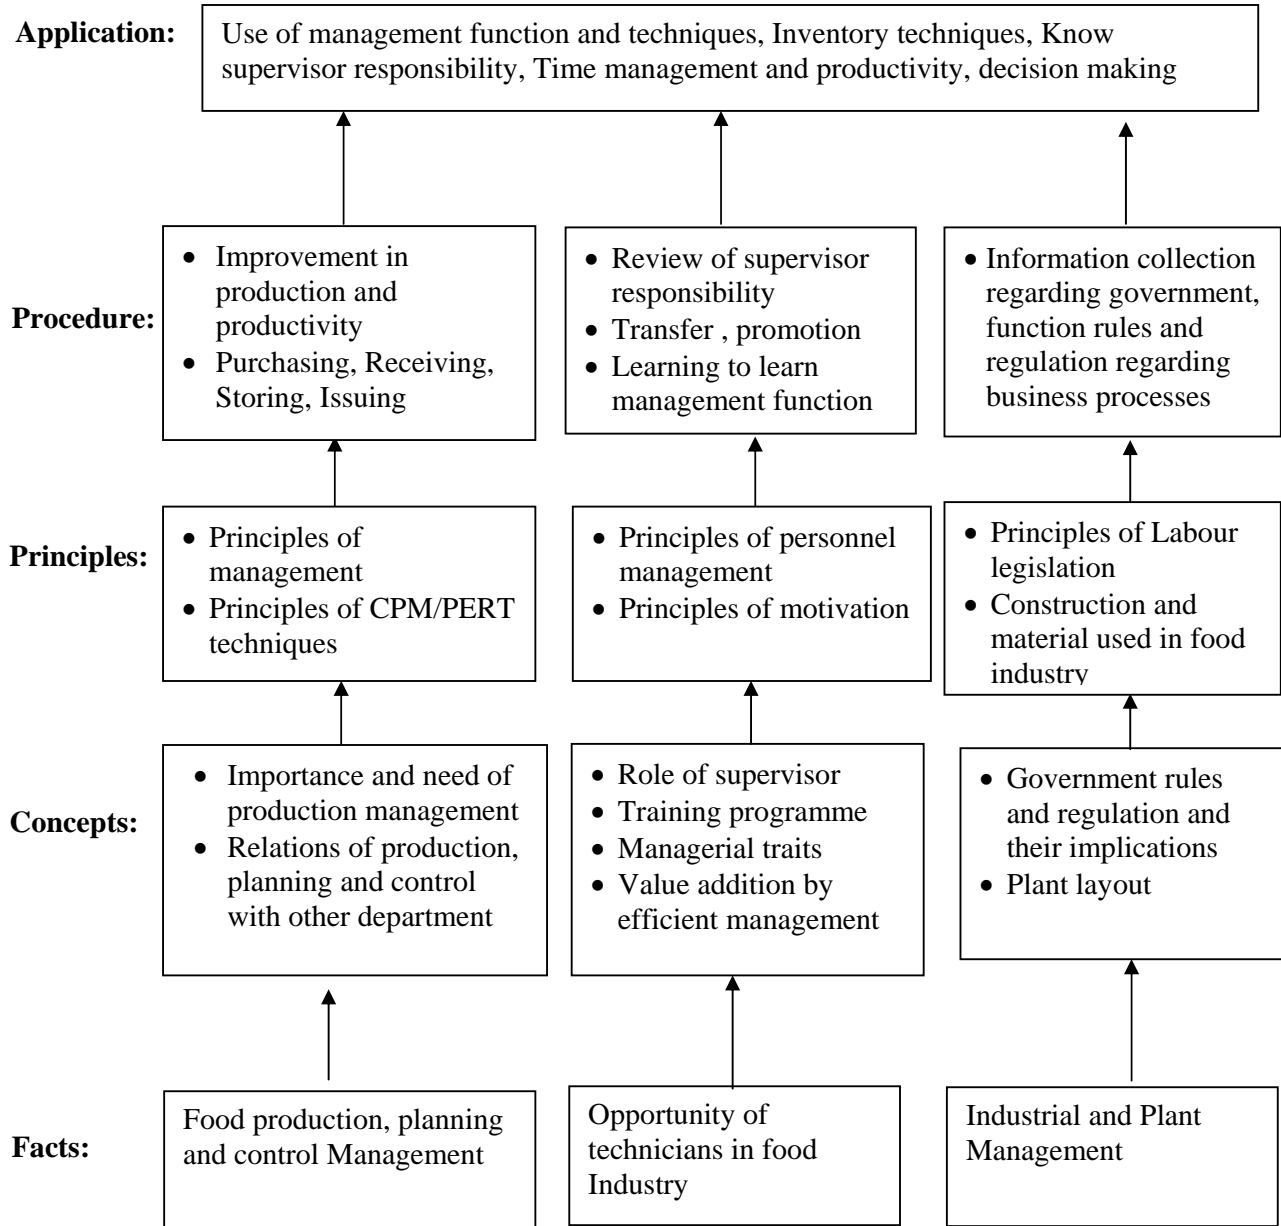 Application:
Use of management function and techniques, Inventory techniques, Know
supervisor responsibility, Time management and productivity, decision making
Procedure:
• Improvement in
production and
productivity
• Purchasing, Receiving,
Storing, Issuing
• Review of supervisor
responsibility
• Transfer , promotion
• Learning to learn
management function
• Information collection
regarding government,
function rules and
regulation regarding
business processes
Principles:
• Principles of
management
• Principles of CPM/PERT
techniques
• Principles of personnel
management
• Principles of motivation
• Principles of Labour
legislation
• Construction and
material used in food
industry
Concepts:
• Importance and need of
production management
• Relations of production,
planning and control
with other department
• Role of supervisor
• Training programme
• Managerial traits
• Value addition by
efficient management
• Government rules
and regulation and
their implications
• Plant layout
Facts:
Food production, planning
and control Management
Opportunity of
technicians in food
Industry
Industrial and Plant
Management